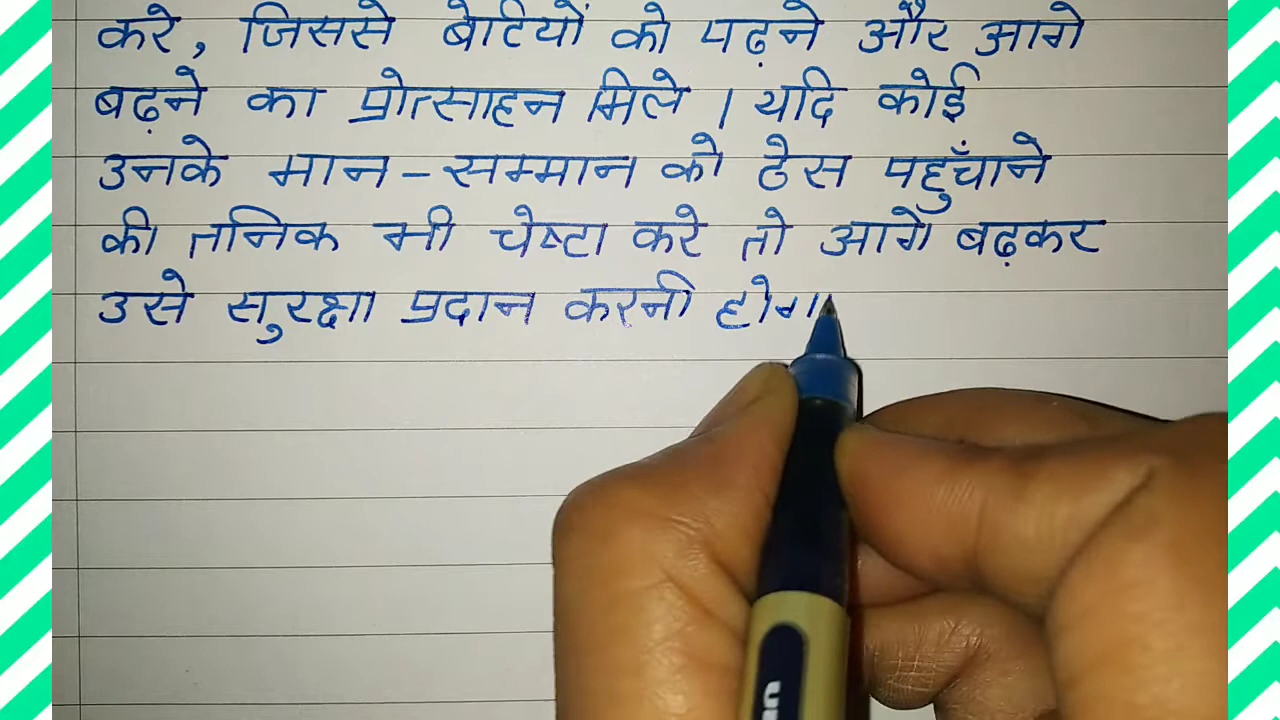 करे, जिससे बेटियों को पढ़ने और आगे
बढ़ने का प्रोत्साहन मिले । यदि कोई
उनके मान-सम्मान को ठेस पहुँचाने
की तनिक भी चेष्टा करे तो आगे बढ़कर
उसे सुरक्षा प्रदान करनी होगा